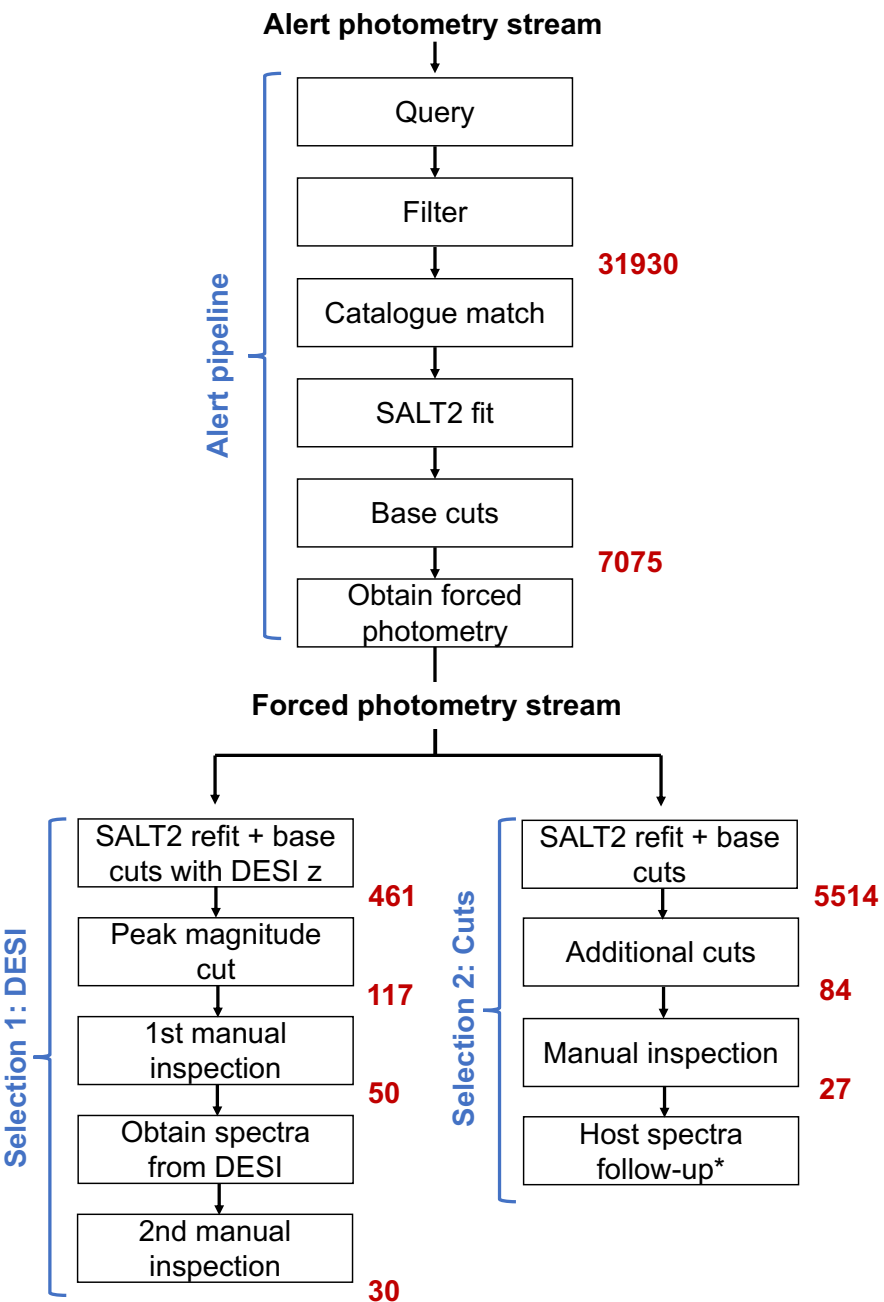 Alert photometry stream
Query
Filter
31930
Catalogue match
SALT2 fit
Base cuts
7075
Obtain forced
photometry
Alert pipeline
Forced photometry stream
Selection 1: DESI
SALT2 refit + base
cuts with DESI z
461
Peak magnitude
cut
117
1st manual
inspection
50
Obtain spectra
from DESI
2nd manual
inspection
30
Selection 2: Cuts
SALT2 refit + base
cuts
5514
Additional cuts
84
Manual inspection
27
Host spectra
follow-up*